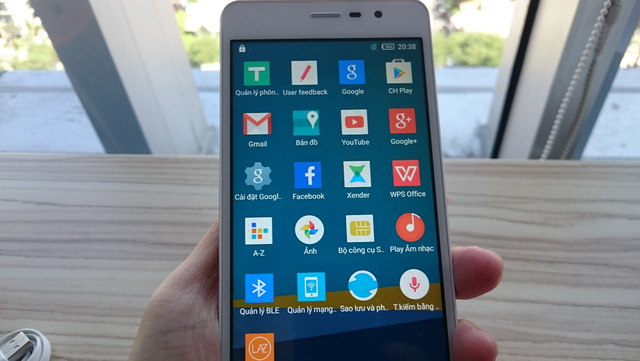 20:38
T
g
Quản lý phôn..
User feedback
Google
CH Play
g+
Gmail
Bản đồ
YouTube
Google+
g
f
W
Cài đặt Googl..
Facebook
Xender
WPS Office
A-Z
Ảnh
Bộ công cụ S..
Play Âm nhạc
Quản lý BLE
Quản lý mạng..
Sao lưu và ph..
T.kiếm bằng ..
LAZ